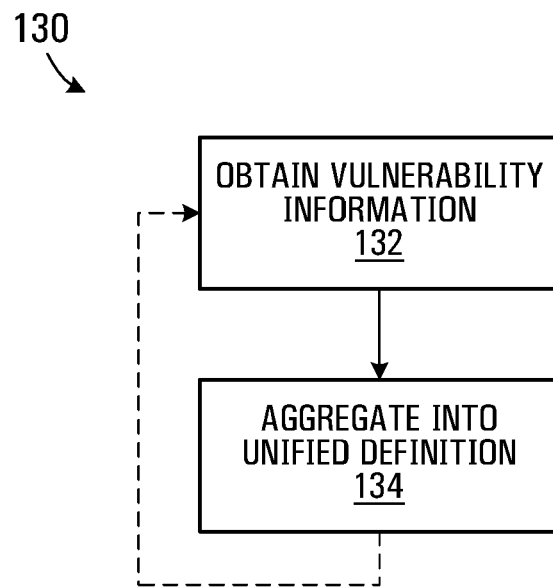 130
OBTAIN VULNERABILITY
INFORMATION
132
AGGREGATE INTO
UNIFIED DEFINITION
134